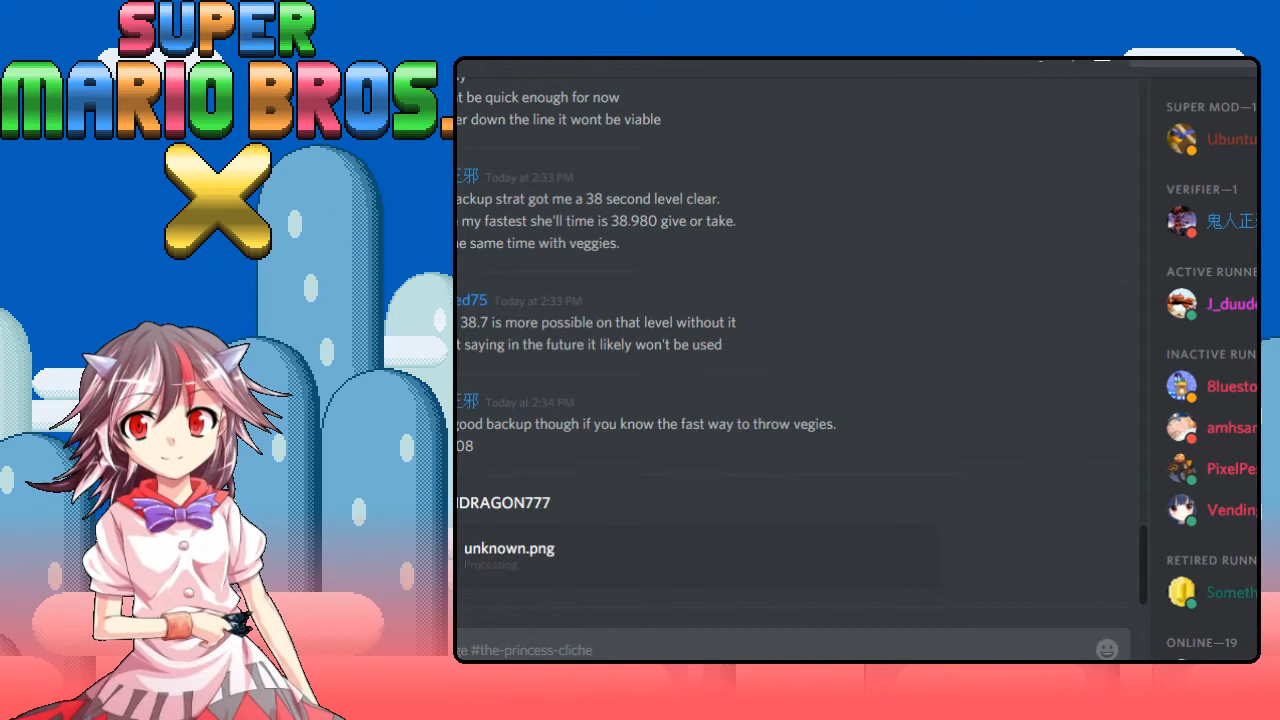 SUPER
MARIO BROS.
X
t be quick enough for now
er down the line it wont be viable
邪 Today at 2:33 PM
ackup strat got me a 38 second level clear.
my fastest she'll time is 38.980 give or take.
e same time with veggies.
ed75 Today at 2:33 PM
38.7 is more possible on that level without it
t saying in the future it likely won't be used
邪 Today at 2:34 PM
ood backup though if you know the fast way to throw vegies.
08
DRAGON777
unknown.png
Processing
ze #the-princess-cliche
SUPER MOD—1
Ubuntu
VERIFIER—1
鬼人正
ACTIVE RUNNE
J_duud
INACTIVE RUN
Bluesto
amhsar
PixelPe
Vending
RETIRED RUNN
Someth
ONLINE—19